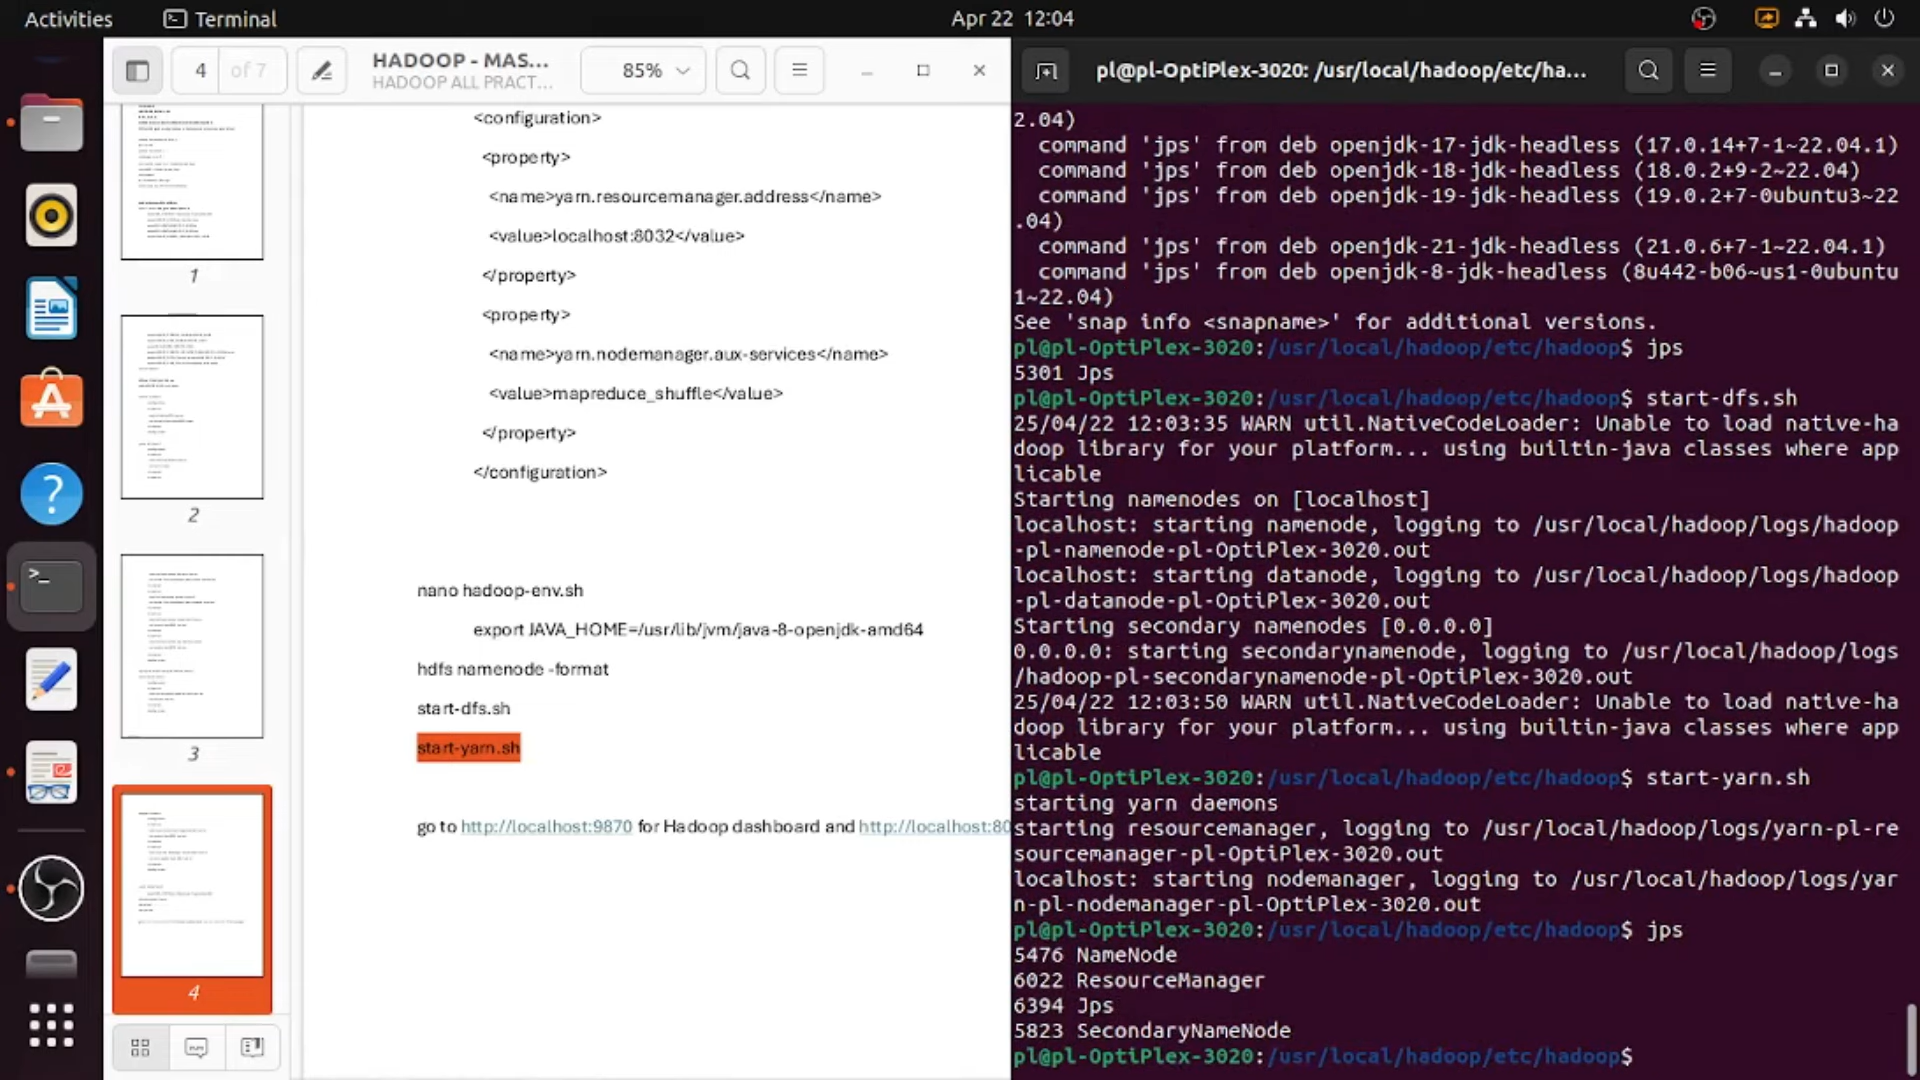 Activities
Terminal
Apr 22 12:04
4 of 7
HADOOP - MAS...
HADOOP ALL PRACT...
85%
1
2
3
4
<configuration>
<property>
<name>yarn.resourcemanager.address</name>
<value>localhost:8032</value>
</property>
<property>
<name>yarn.nodemanager.aux-services</name>
<value>mapreduce_shuffle</value>
</property>
</configuration>
nano hadoop-env.sh
export JAVA_HOME=/usr/lib/jvm/java-8-openjdk-amd64
hdfs namenode -format
start-dfs.sh
start-yarn.sh
go to http://localhost:9870 for Hadoop dashboard and http://localhost:80
pl@pl-OptiPlex-3020: /usr/local/hadoop/etc/ha...
2.04)
command 'jps' from deb openjdk-17-jdk-headless (17.0.14+7-1~22.04.1)
command 'jps' from deb openjdk-18-jdk-headless (18.0.2+9-2~22.04)
command 'jps' from deb openjdk-19-jdk-headless (19.0.2+7-0ubuntu3~22
.04)
command 'jps' from deb openjdk-21-jdk-headless (21.0.6+7-1~22.04.1)
command 'jps' from deb openjdk-8-jdk-headless (8u442-b06~us1-0ubuntu
1~22.04)
See 'snap info <snapname>' for additional versions.
pl@pl-OptiPlex-3020:/usr/local/hadoop/etc/hadoop$ jps
5301 Jps
pl@pl-OptiPlex-3020:/usr/local/hadoop/etc/hadoop$ start-dfs.sh
25/04/22 12:03:35 WARN util.NativeCodeLoader: Unable to load native-ha
doop library for your platform... using builtin-java classes where app
licable
Starting namenodes on [localhost]
localhost: starting namenode, logging to /usr/local/hadoop/logs/hadoop
-pl-namenode-pl-OptiPlex-3020.out
localhost: starting datanode, logging to /usr/local/hadoop/logs/hadoop
-pl-datanode-pl-OptiPlex-3020.out
Starting secondary namenodes [0.0.0.0]
0.0.0.0: starting secondarynamenode, logging to /usr/local/hadoop/logs
/hadoop-pl-secondarynamenode-pl-OptiPlex-3020.out
25/04/22 12:03:50 WARN util.NativeCodeLoader: Unable to load native-ha
doop library for your platform... using builtin-java classes where app
licable
pl@pl-OptiPlex-3020:/usr/local/hadoop/etc/hadoop$ start-yarn.sh
starting yarn daemons
starting resourcemanager, logging to /usr/local/hadoop/logs/yarn-pl-re
sourcemanager-pl-OptiPlex-3020.out
localhost: starting nodemanager, logging to /usr/local/hadoop/logs/yar
n-pl-nodemanager-pl-OptiPlex-3020.out
pl@pl-OptiPlex-3020:/usr/local/hadoop/etc/hadoop$ jps
5476 NameNode
6022 ResourceManager
6394 Jps
5823 SecondaryNameNode
pl@pl-OptiPlex-3020:/usr/local/hadoop/etc/hadoop$